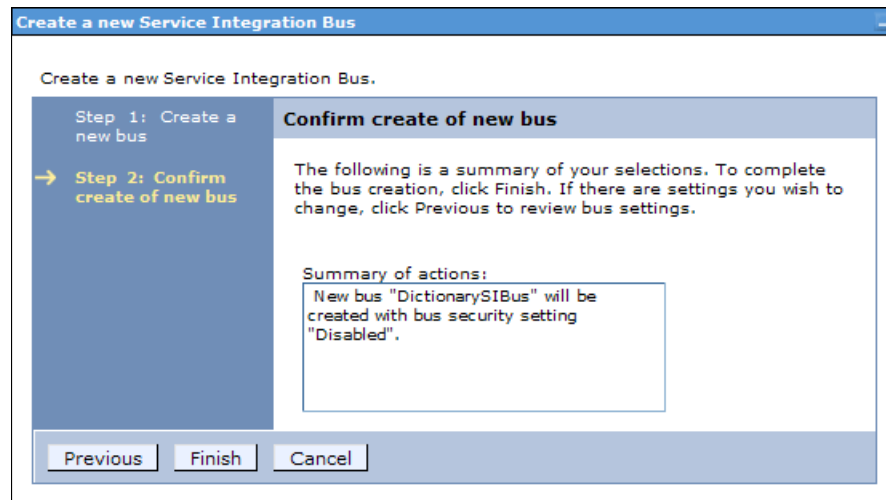 Create a new Service Integration Bus
Create a new Service Integration Bus.
Step 1: Create a
new bus
Step 2: Confirm
create of new bus
Confirm create of new bus
The following is a summary of your selections. To complete
the bus creation, click Finish. If there are settings you wish to
change, click Previous to review bus settings.
Summary of actions:
New bus "DictionarySIBus" will be
created with bus security setting
"Disabled".
Previous
Finish
Cancel